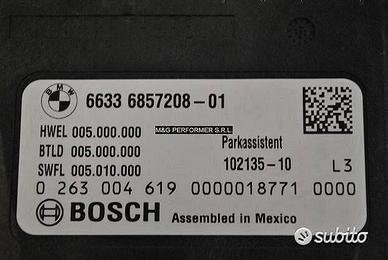 BMW
6633 6857208-01
M&G PERFORMER S.R.L.
HWEL 005.000.000
BTLD 005.000.000
SWFL 005.010.000
Parkassistent
102135-10 L3
0 263 004 619 0000018771 0000
BOSCH Assembled in Mexico
subito